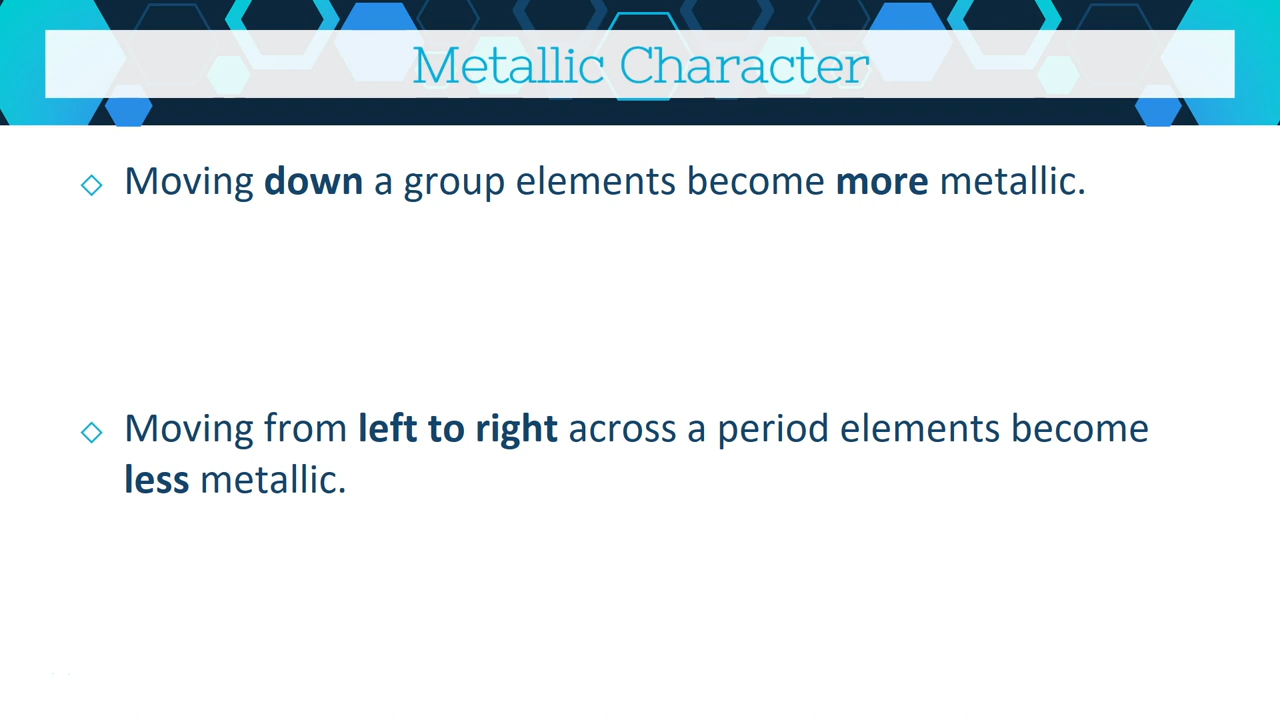 Metallic Character
◇ Moving down a group elements become more metallic.
◇ Moving from left to right across a period elements become
less metallic.